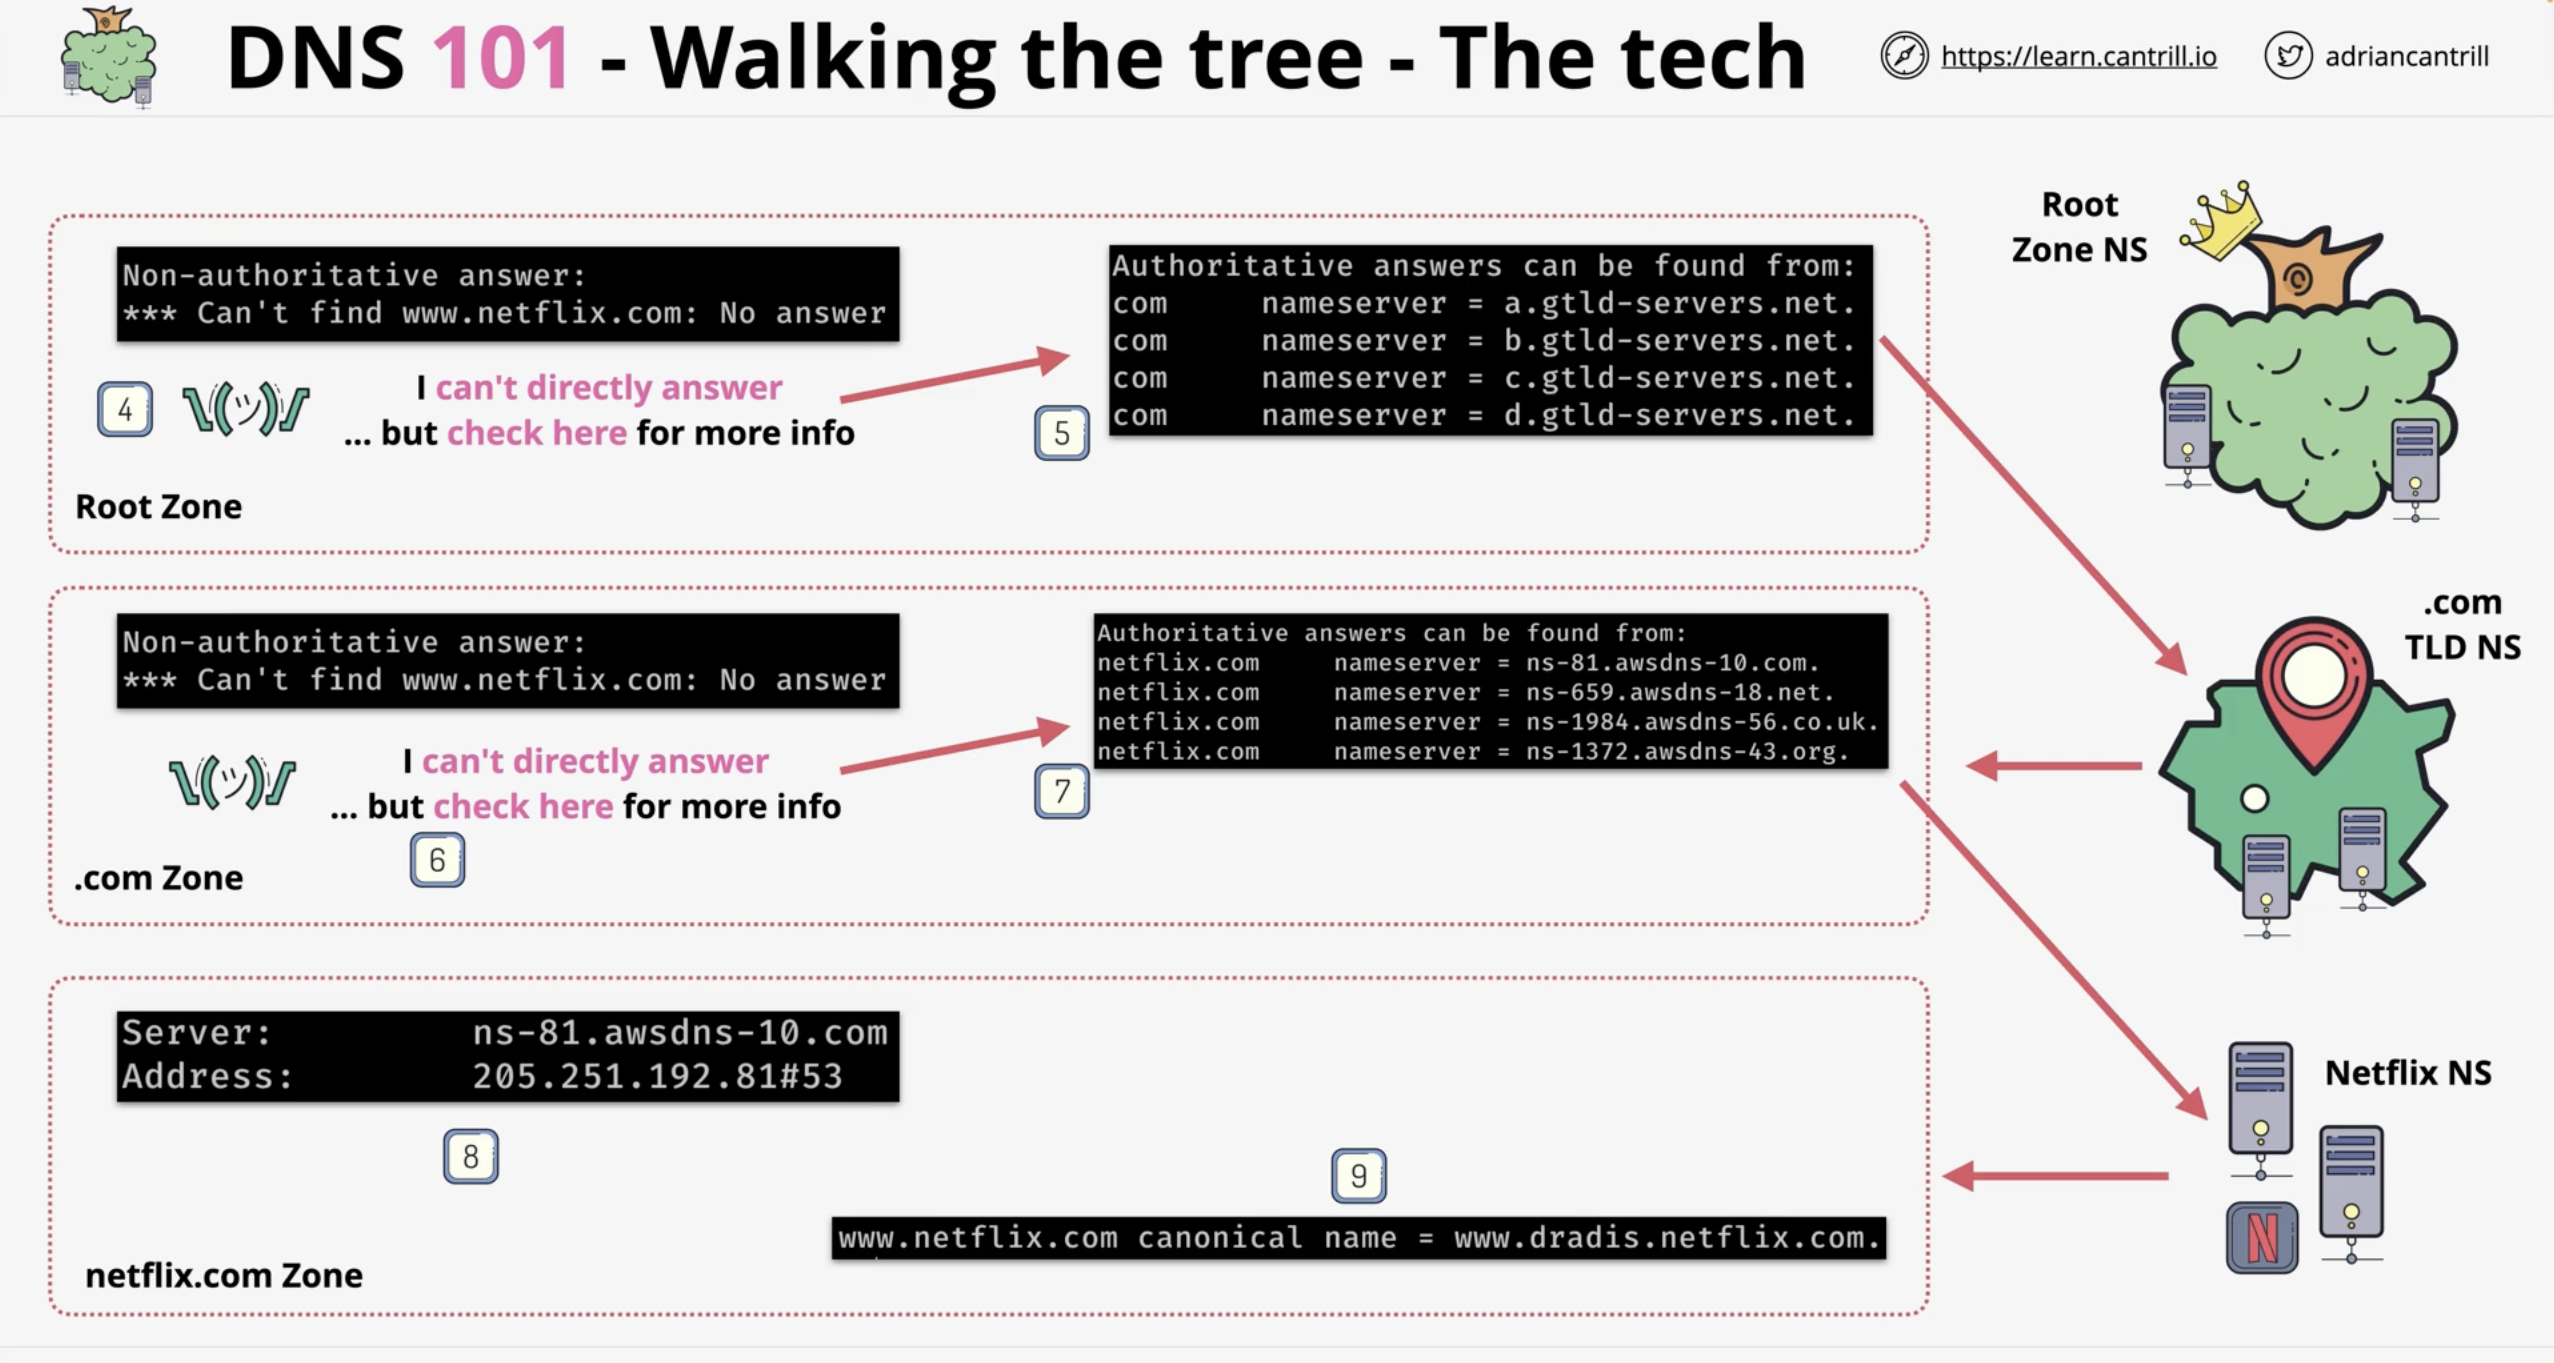 DNS 101 - Walking the tree - The tech
https://learn.cantrill.io
adriancantrill
Root
Zone NS
Non-authoritative answer:
*** Can't find www.netflix.com: No answer
Authoritative answers can be found from:
com nameserver = a.gtld-servers.net.
com nameserver = b.gtld-servers.net.
com nameserver = c.gtld-servers.net.
com nameserver = d.gtld-servers.net.
4
¯\_(ツ)_/¯
I can't directly answer
... but check here for more info
5
Root Zone
.com
TLD NS
Non-authoritative answer:
*** Can't find www.netflix.com: No answer
Authoritative answers can be found from:
netflix.com nameserver = ns-81.awsdns-10.com.
netflix.com nameserver = ns-659.awsdns-18.net.
netflix.com nameserver = ns-1984.awsdns-56.co.uk.
netflix.com nameserver = ns-1372.awsdns-43.org.
¯\_(ツ)_/¯
I can't directly answer
... but check here for more info
7
6
.com Zone
Server: ns-81.awsdns-10.com
Address: 205.251.192.81#53
Netflix NS
8
9
N
www.netflix.com canonical name = www.dradis.netflix.com.
netflix.com Zone